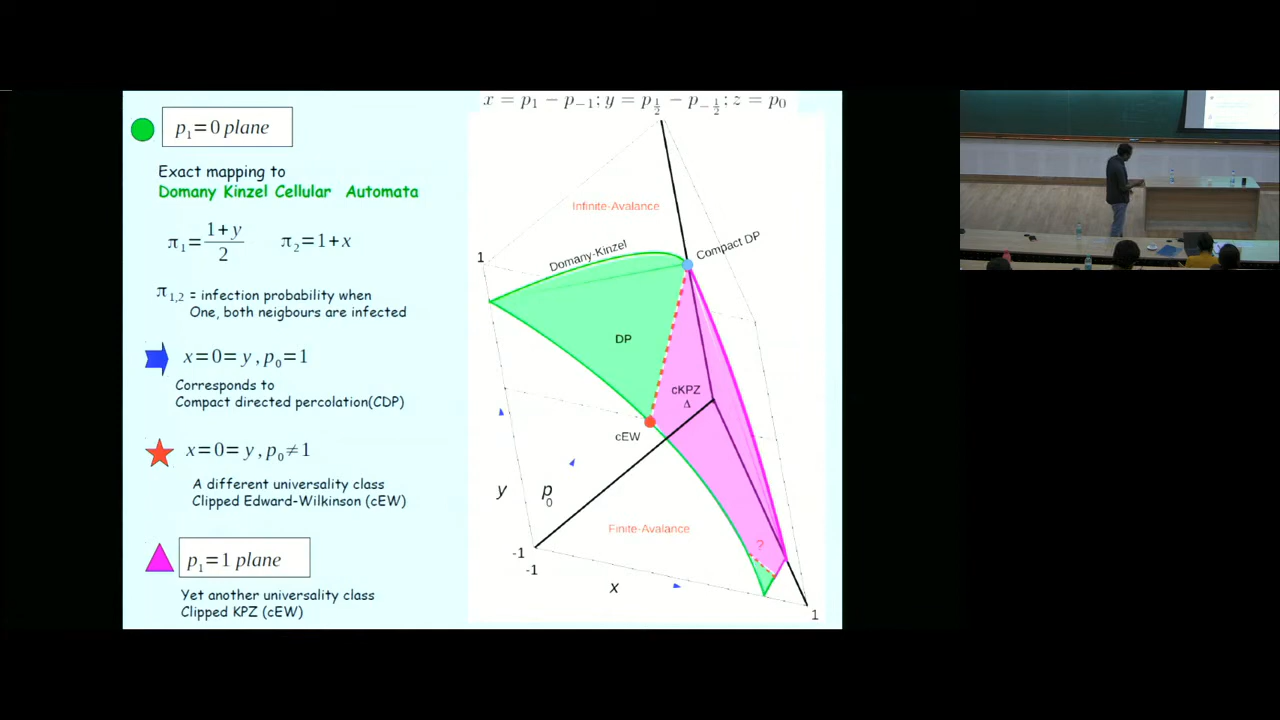 p₁=0 plane
Exact mapping to
Domany Kinzel Cellular Automata
π₁=(1+y)/2   π₂=1+x
π₁,₂ = infection probability when
One, both neigbours are infected
x=0=y, p₀=1
Corresponds to
Compact directed percolation(CDP)
x=0=y, p₀≠1
A different universality class
Clipped Edward-Wilkinson (cEW)
p₁=1 plane
Yet another universality class
Clipped KPZ (cEW)
x = p₁ − p₋₁; y = p_{1/2} − p_{-1/2}; z = p₀
Infinite-Avalance
Domany-Kinzel
Compact DP
1
DP
cKPZ
Δ
cEW
y
p₀
Finite-Avalance
?
-1
-1
x
1